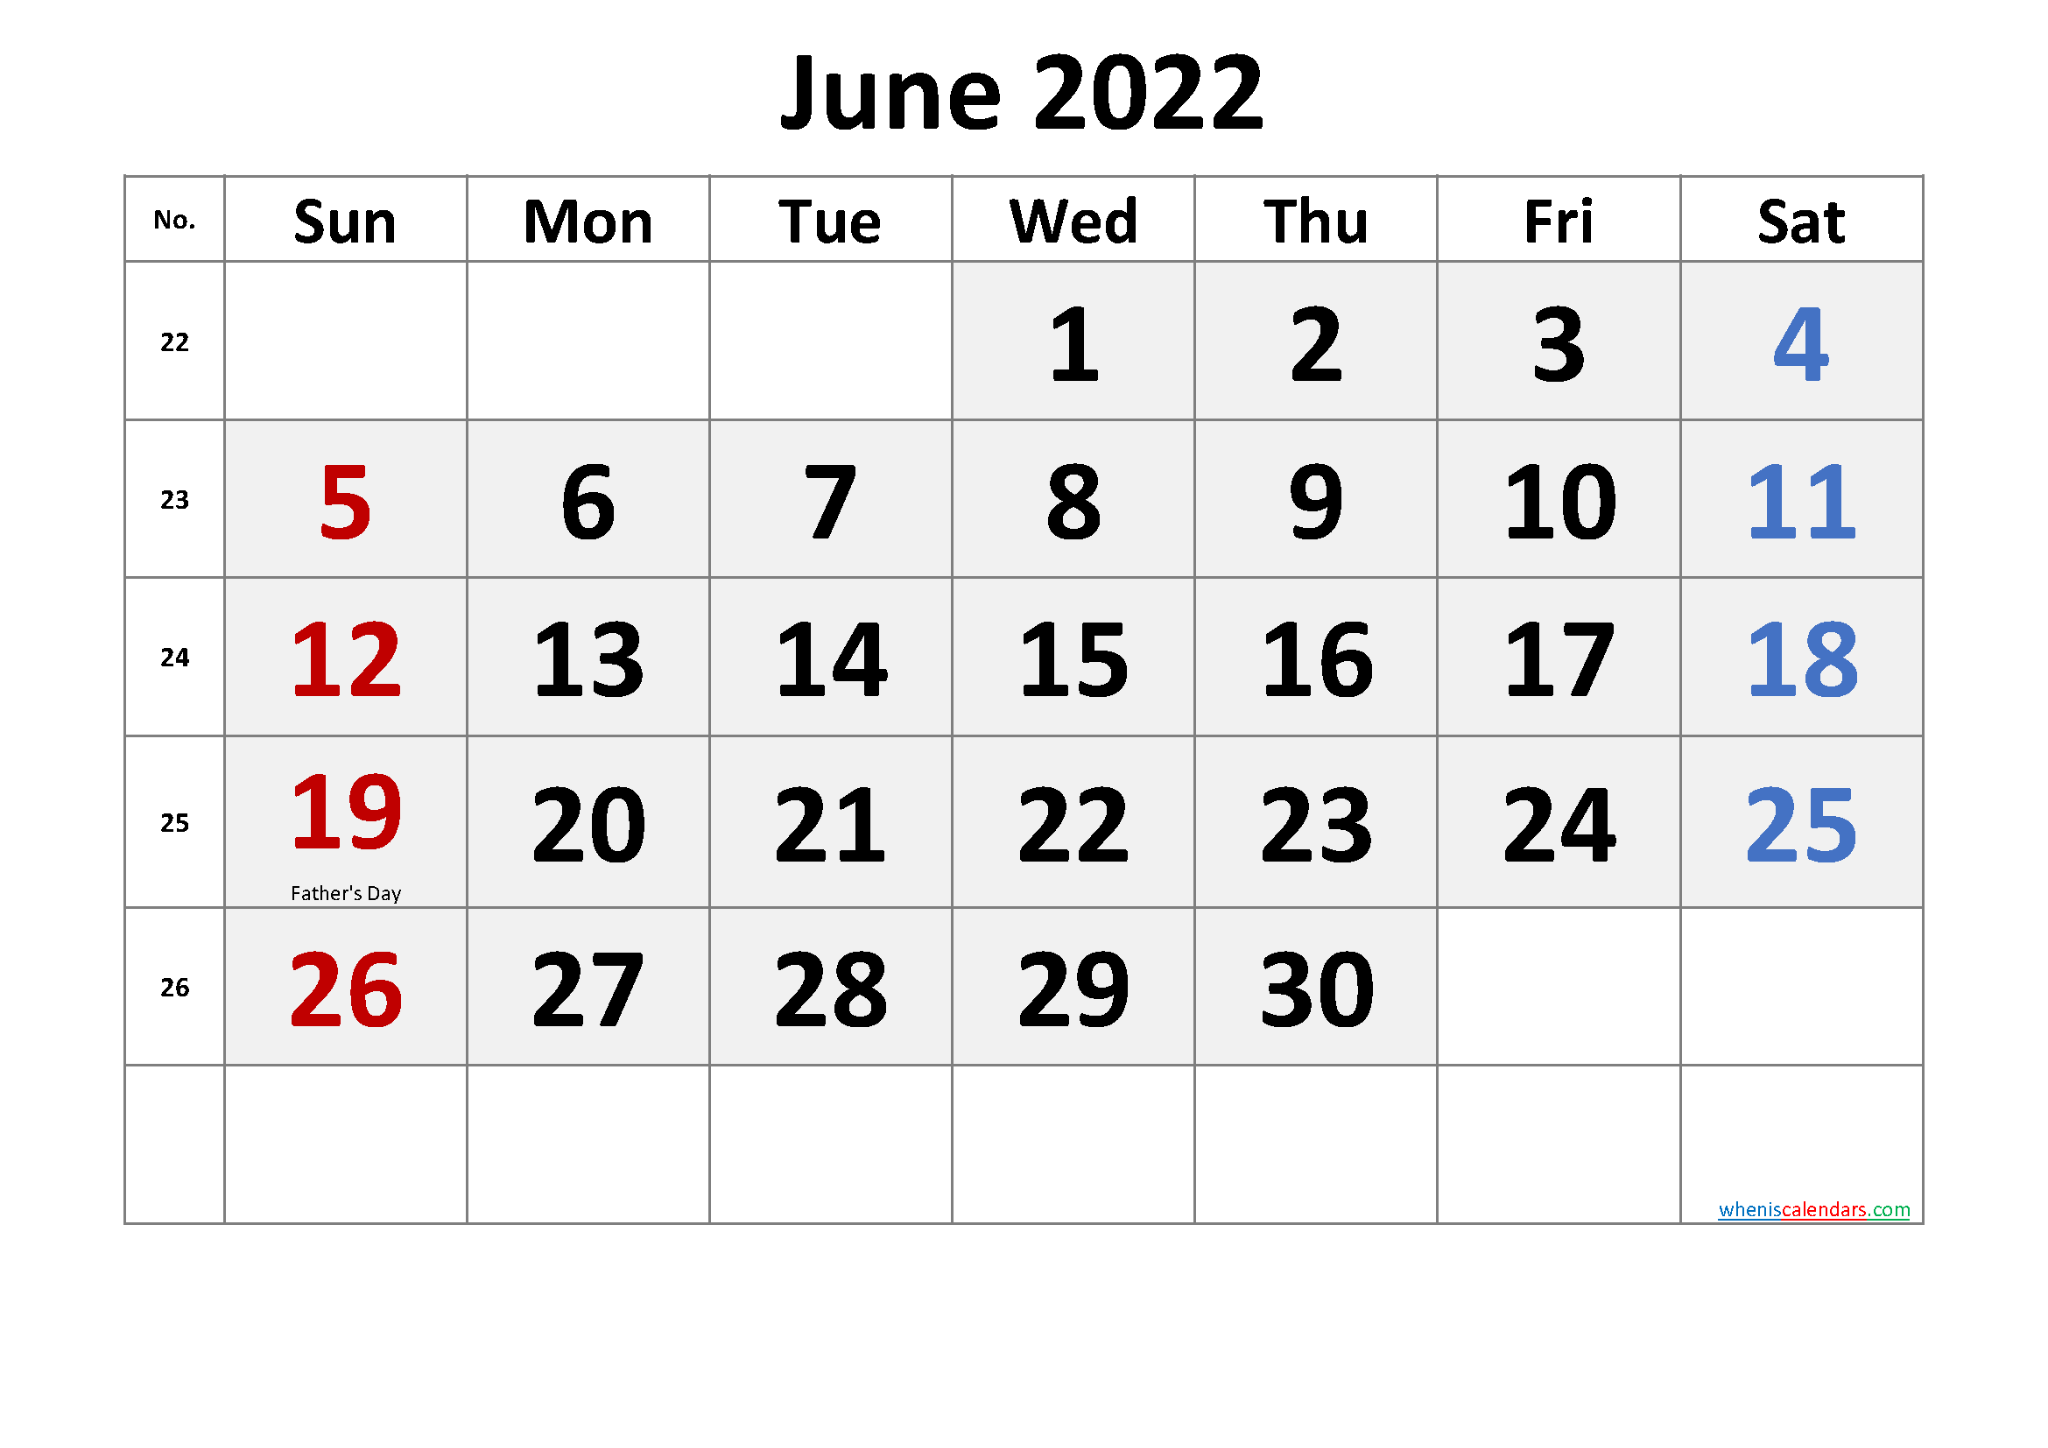 June 2022
No. Sun Mon Tue Wed Thu Fri Sat
22 1 2 3 4
23 5 6 7 8 9 10 11
24 12 13 14 15 16 17 18
25 19 20 21 22 23 24 25
Father's Day
26 26 27 28 29 30
wheniscalendars.com